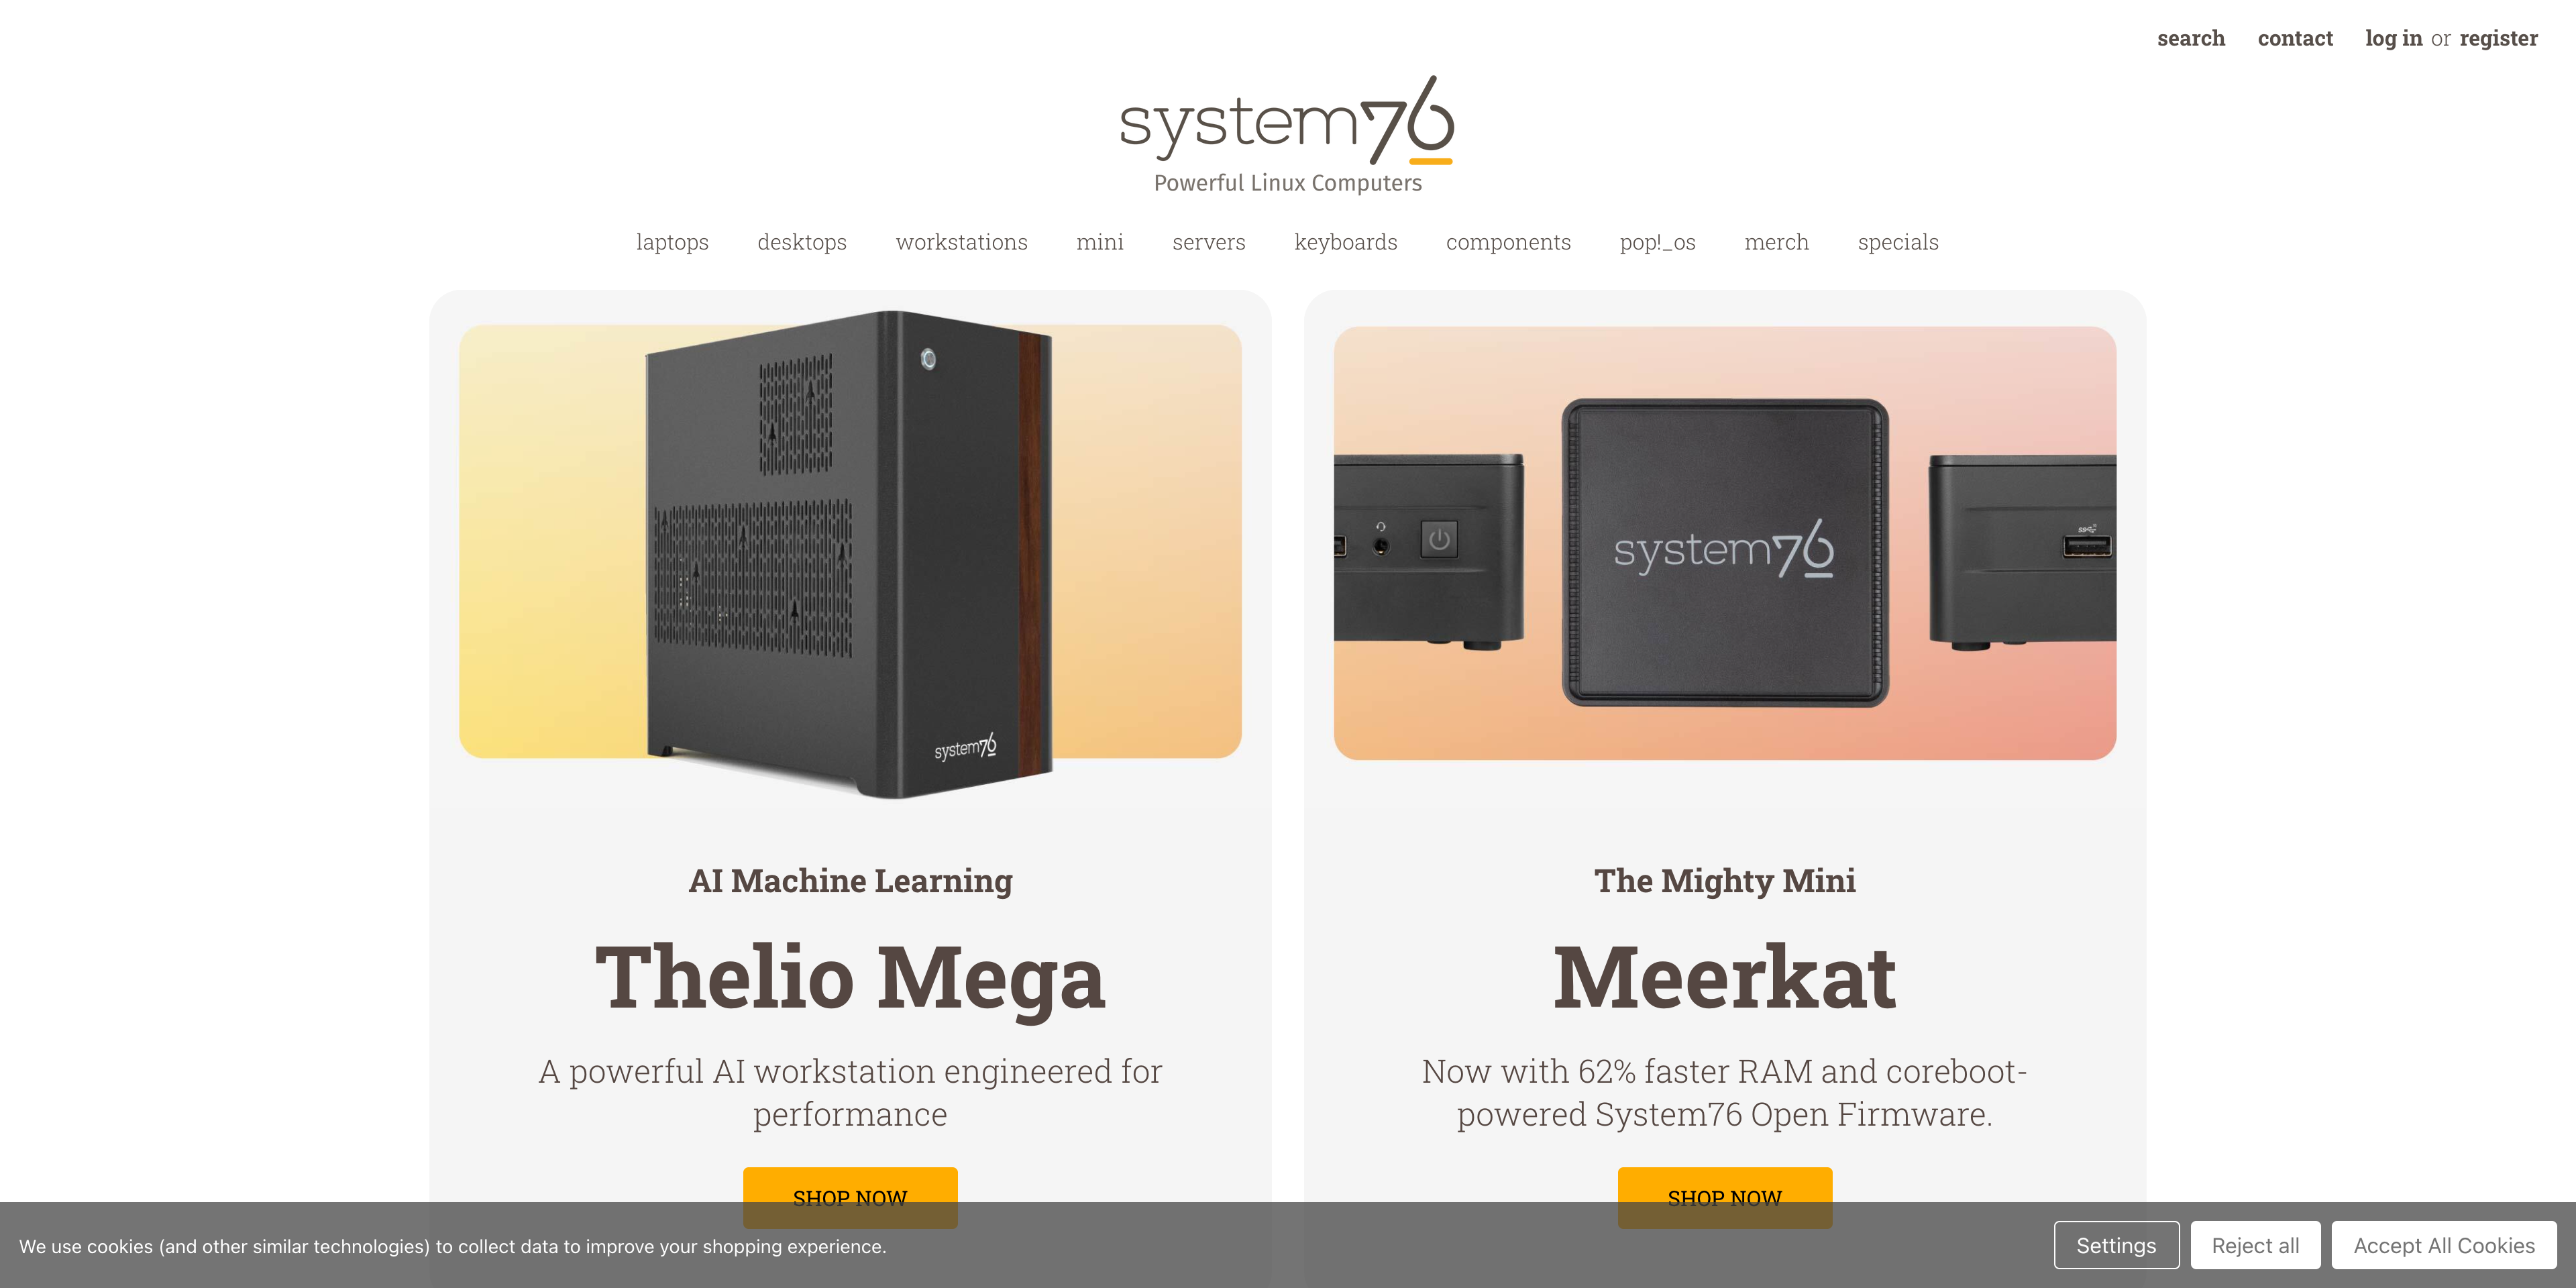 search contact log in or register
system76
Powerful Linux Computers
laptops desktops workstations mini servers keyboards components pop!_os merch specials
system76
system76
AI Machine Learning
Thelio Mega
A powerful AI workstation engineered for
performance
SHOP NOW
The Mighty Mini
Meerkat
Now with 62% faster RAM and coreboot-
powered System76 Open Firmware.
SHOP NOW
We use cookies (and other similar technologies) to collect data to improve your shopping experience.
Settings Reject all Accept All Cookies